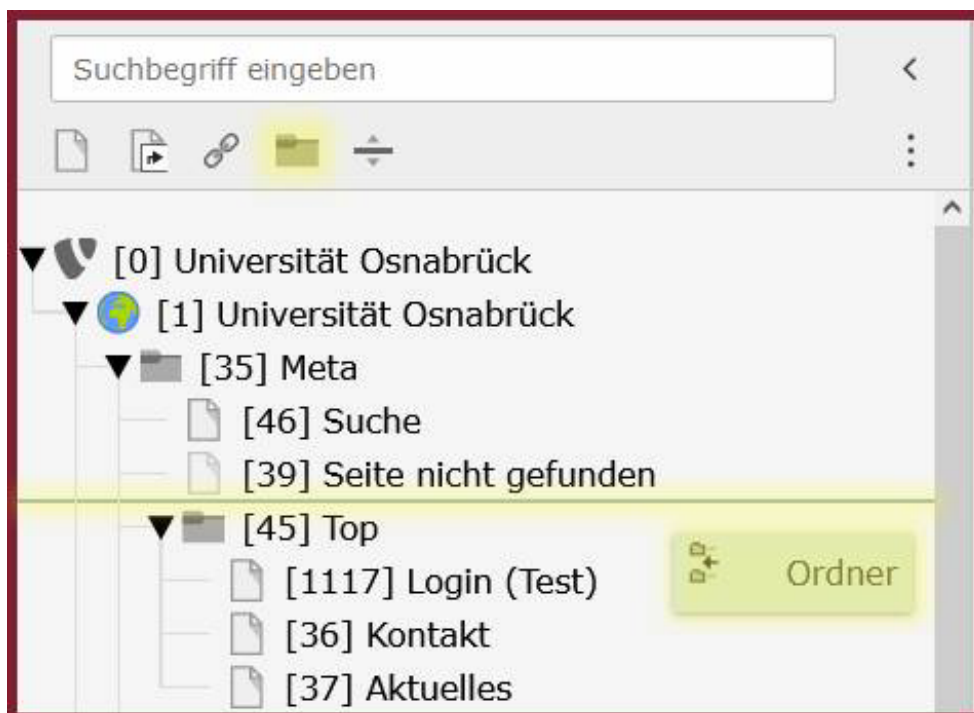 Suchbegriff eingeben
[0] Universität Osnabrück
[1] Universität Osnabrück
[35] Meta
[46] Suche
[39] Seite nicht gefunden
[45] Top
Ordner
[1117] Login (Test)
[36] Kontakt
[37] Aktuelles